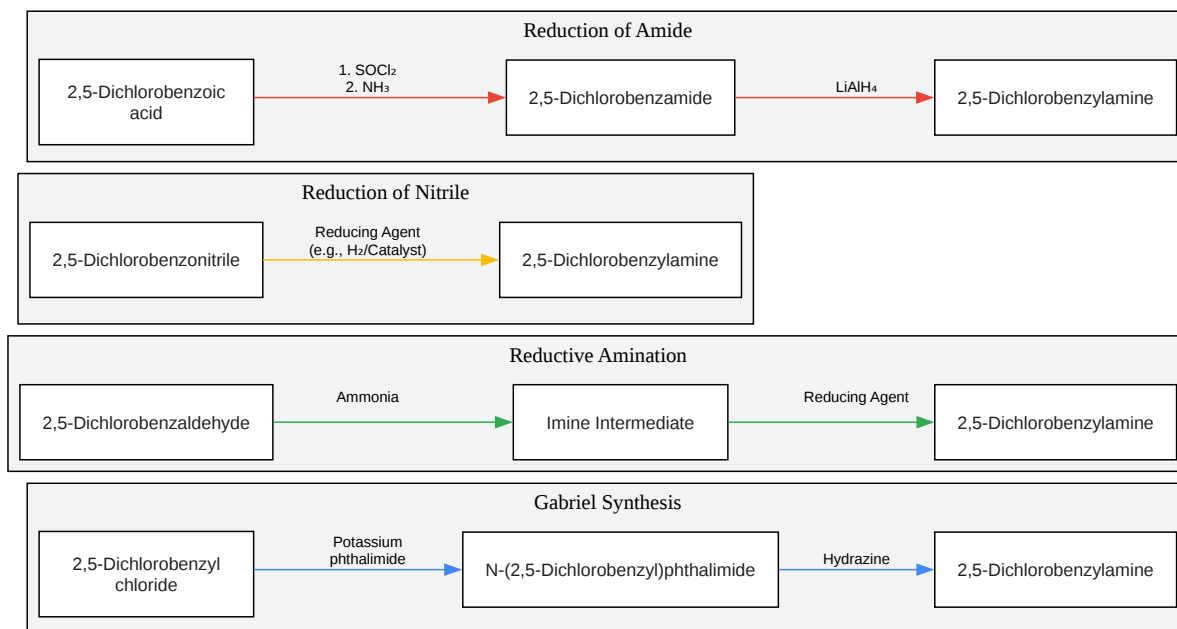 Reduction of Amide
2,5-Dichlorobenzoic
acid
1. SOCl₂
2. NH₃
2,5-Dichlorobenzamide
LiAlH₄
2,5-Dichlorobenzylamine
Reduction of Nitrile
2,5-Dichlorobenzonitrile
Reducing Agent
(e.g., H₂/Catalyst)
2,5-Dichlorobenzylamine
Reductive Amination
2,5-Dichlorobenzaldehyde
Ammonia
Imine Intermediate
Reducing Agent
2,5-Dichlorobenzylamine
Gabriel Synthesis
2,5-Dichlorobenzyl
chloride
Potassium
phthalimide
N-(2,5-Dichlorobenzyl)phthalimide
Hydrazine
2,5-Dichlorobenzylamine